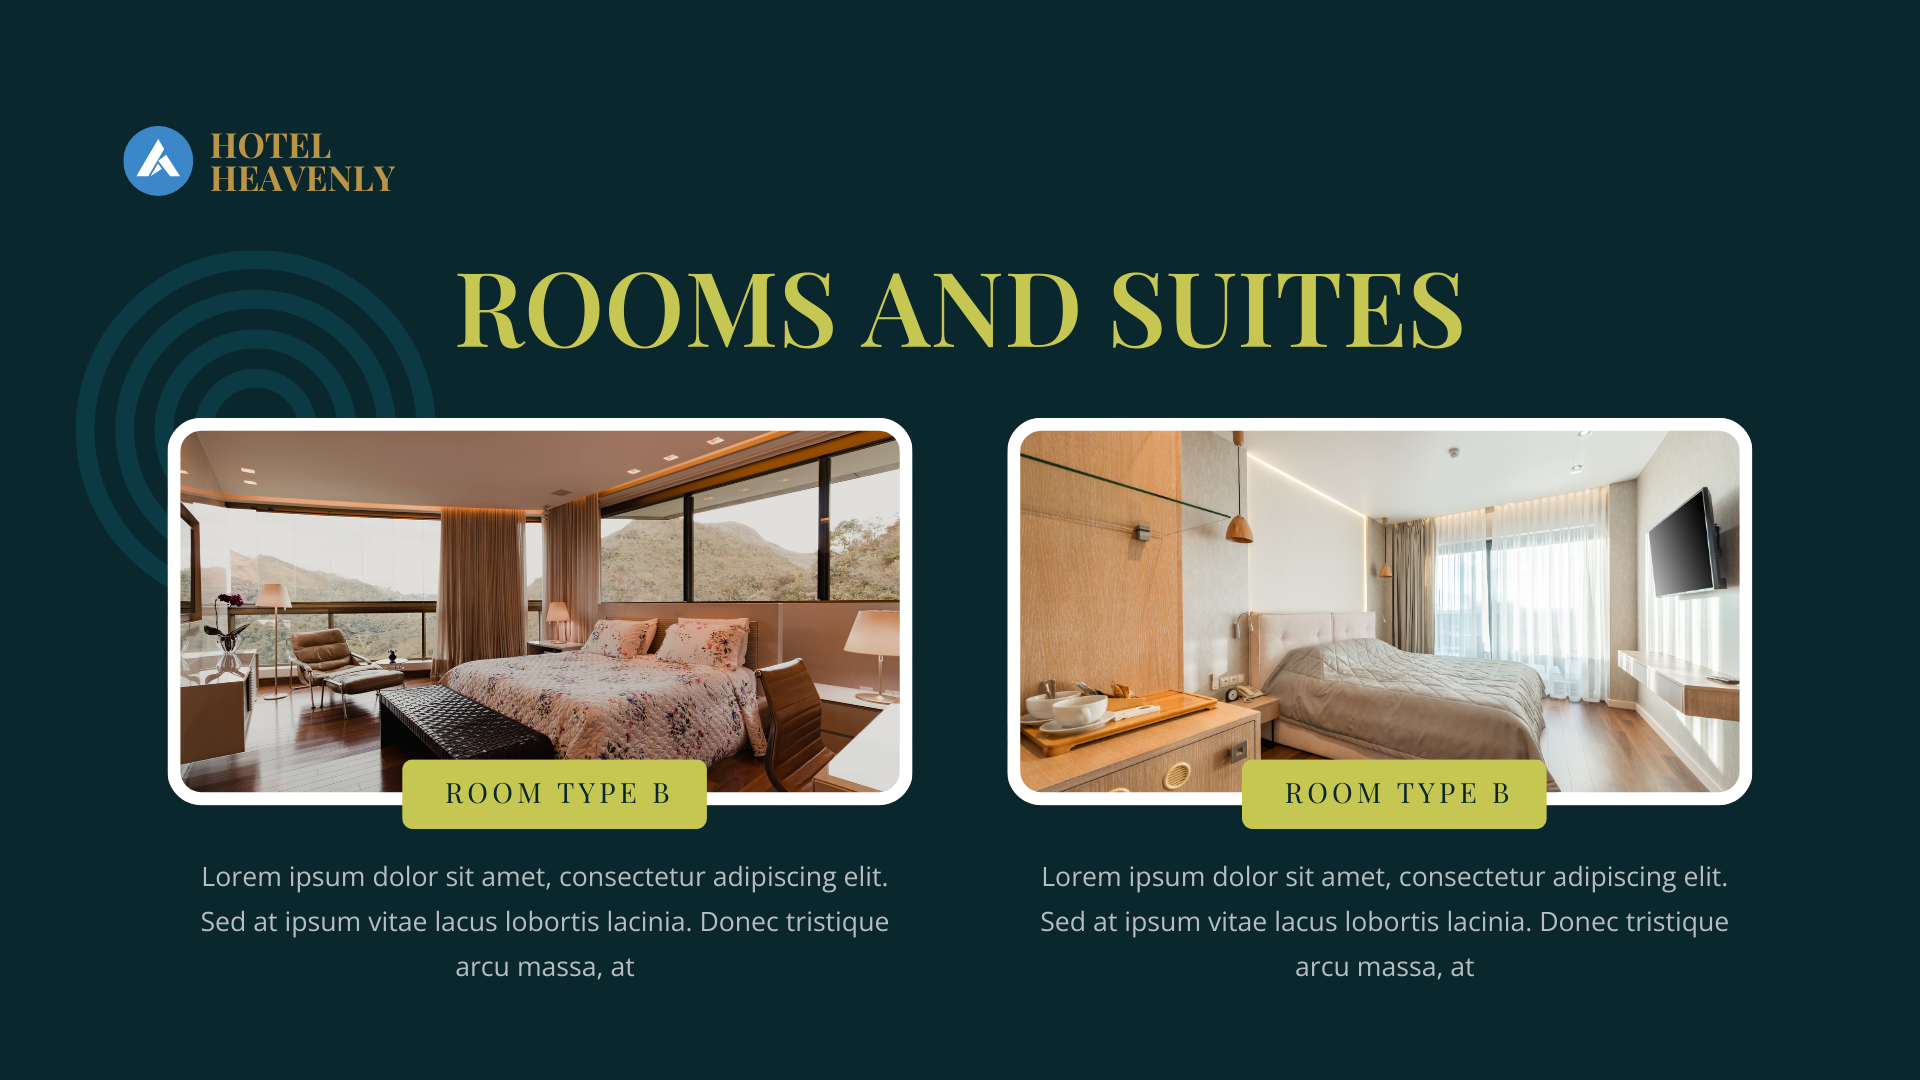 HOTEL
HEAVENLY
ROOMS AND SUITES
ROOM TYPE B
Lorem ipsum dolor sit amet, consectetur adipiscing elit.
Sed at ipsum vitae lacus lobortis lacinia. Donec tristique
arcu massa, at
ROOM TYPE B
Lorem ipsum dolor sit amet, consectetur adipiscing elit.
Sed at ipsum vitae lacus lobortis lacinia. Donec tristique
arcu massa, at